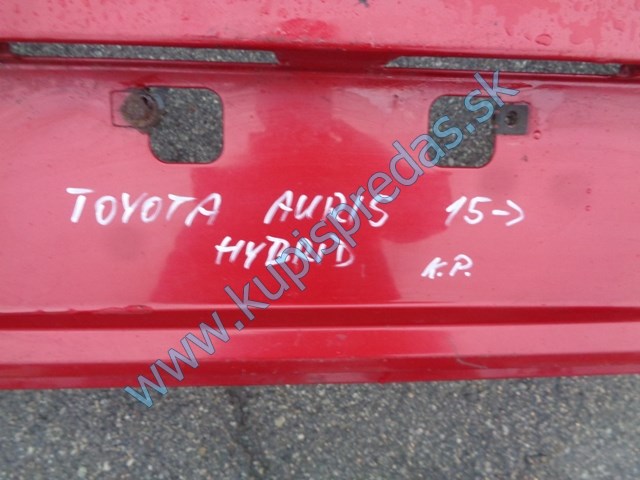 TOYOTA AURIS 15->
HYBRID K.P.
www.kupispredas.sk